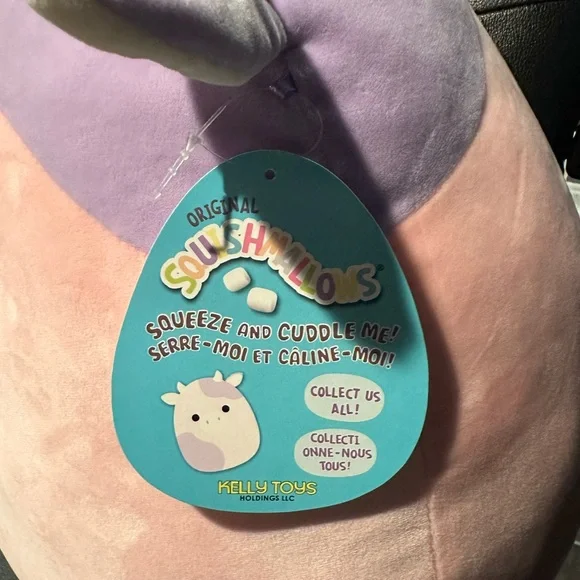 ORIGINAL
SQUISHMALLOWS
SQUEEZE AND CUDDLE ME!
SERRE-MOI ET CÂLINE-MOI!
COLLECT US
ALL!
COLLECTI
ONNE-NOUS
TOUS!
KELLY TOYS
HOLDINGS LLC